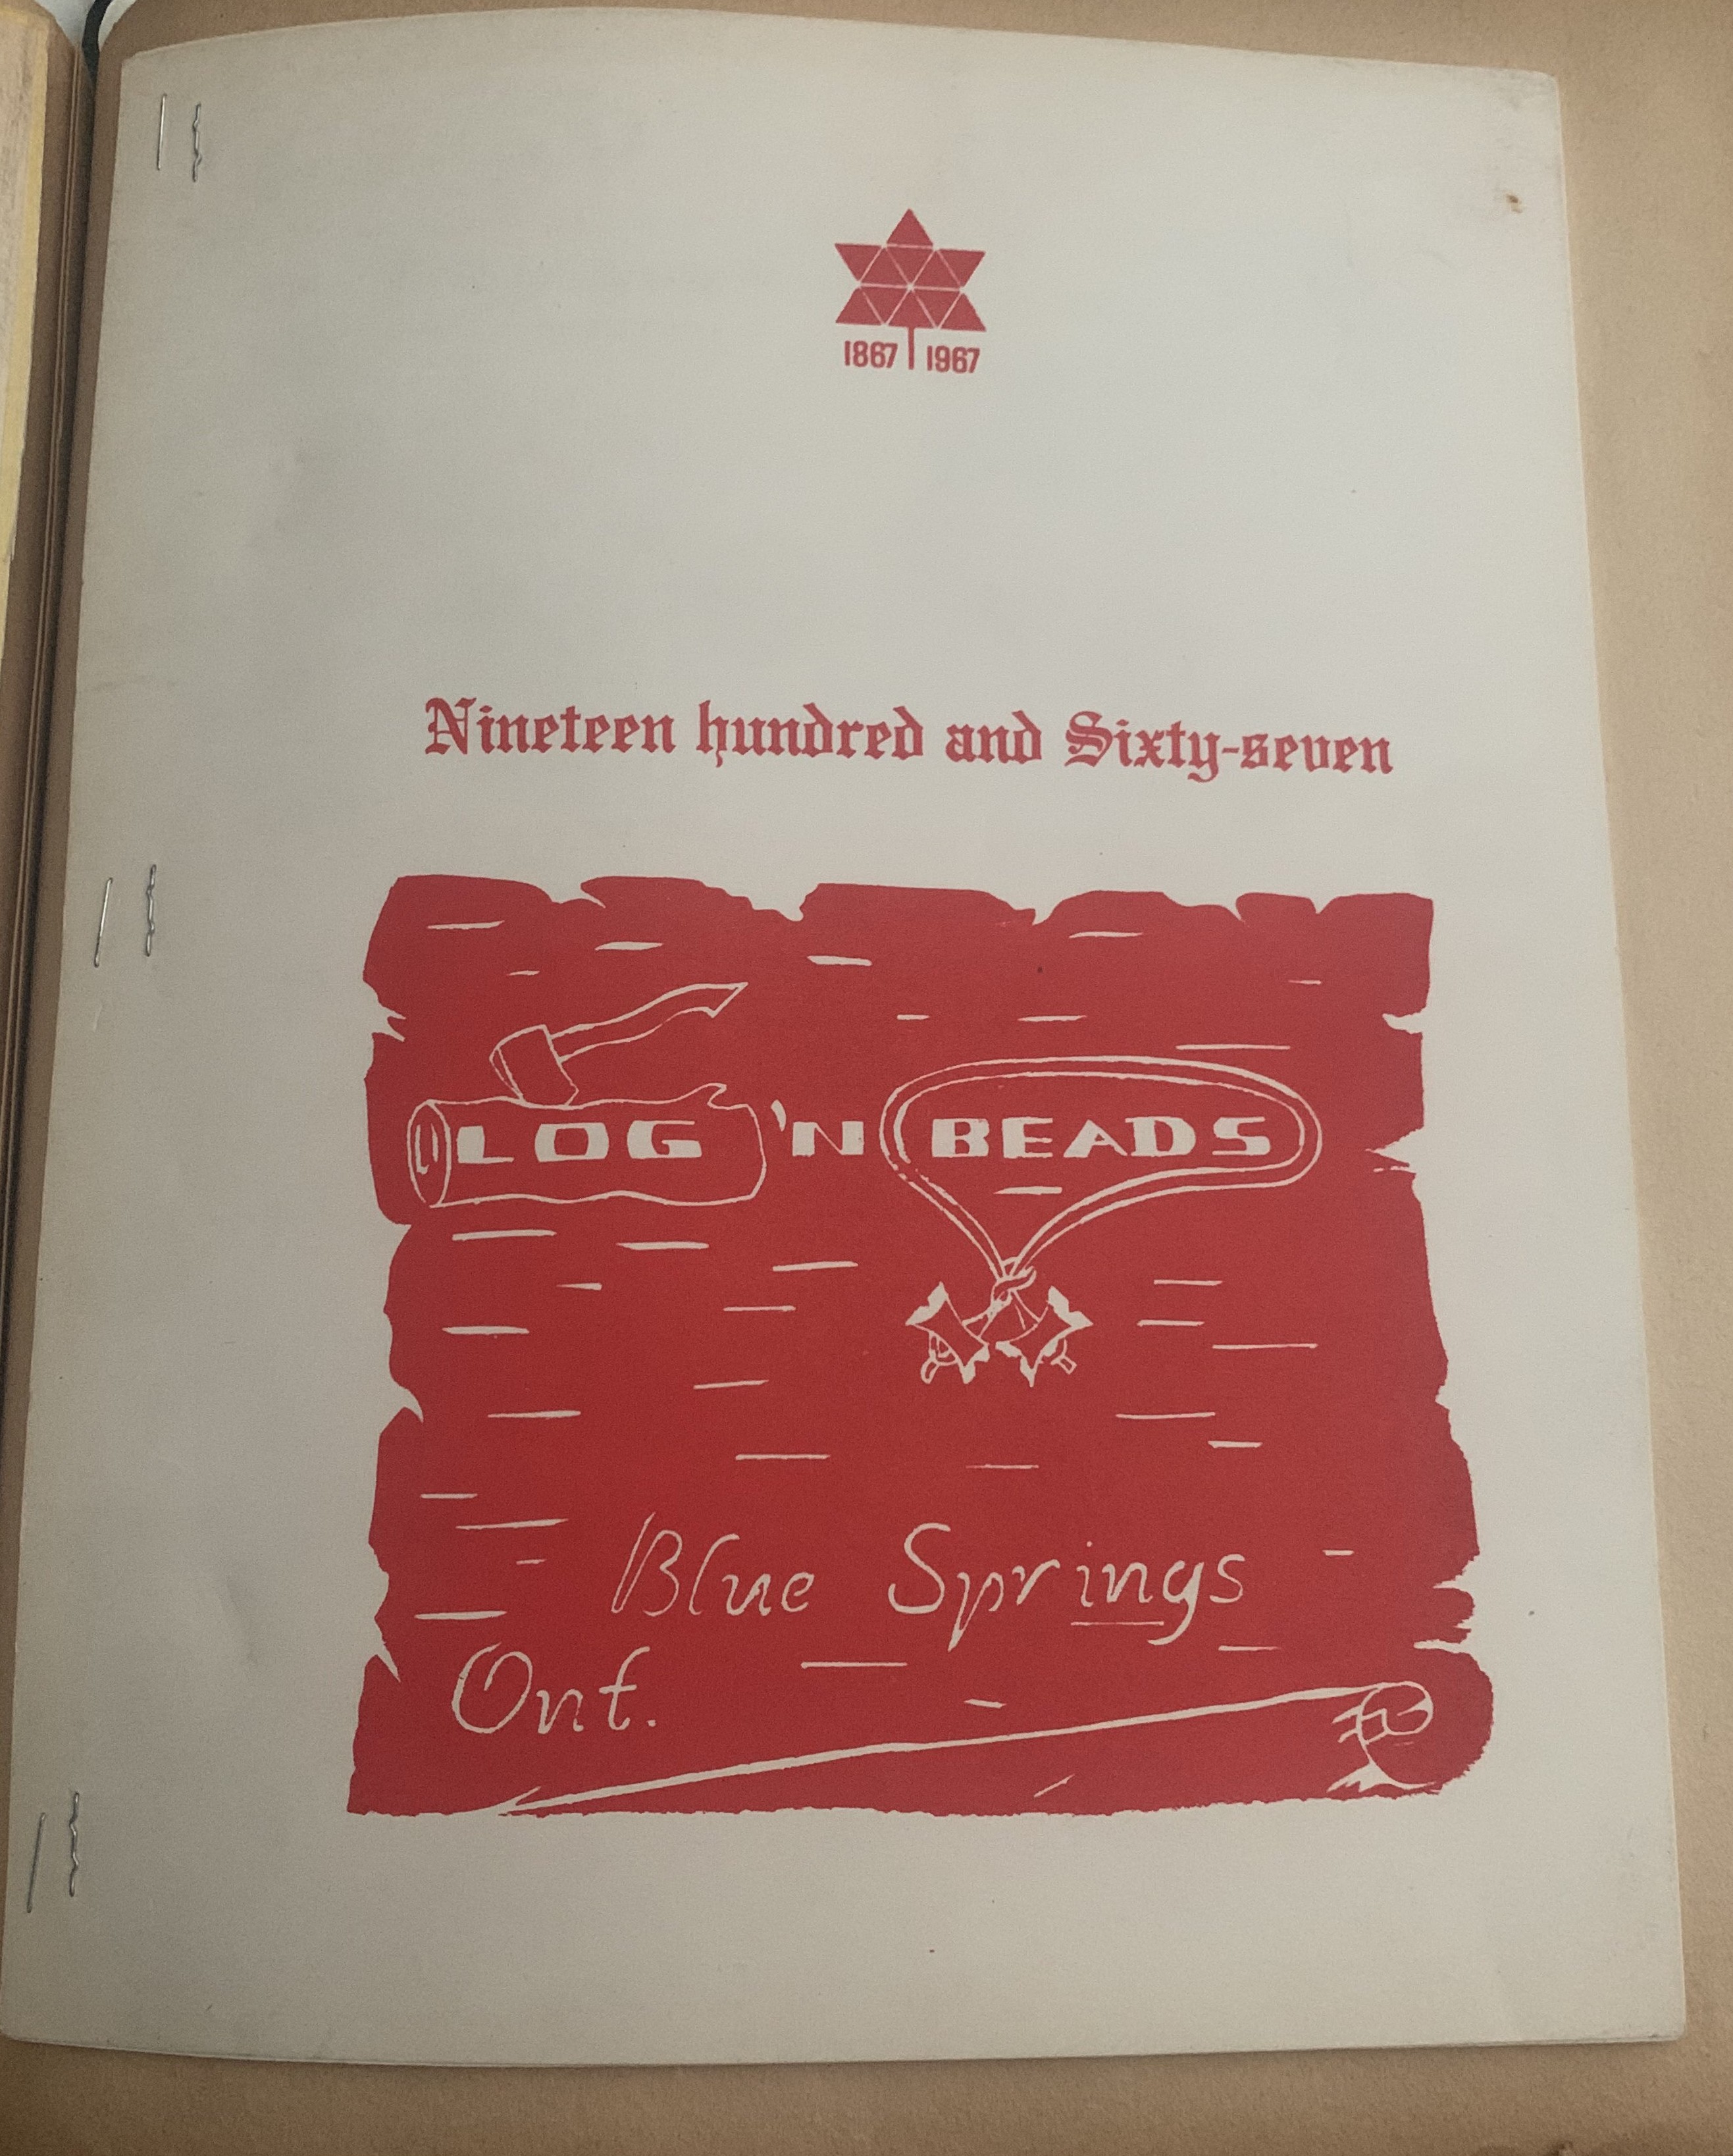 1867 1967
Nineteen hundred and Sixty-seven
LOG 'N BEADS
Blue Springs
Ont.